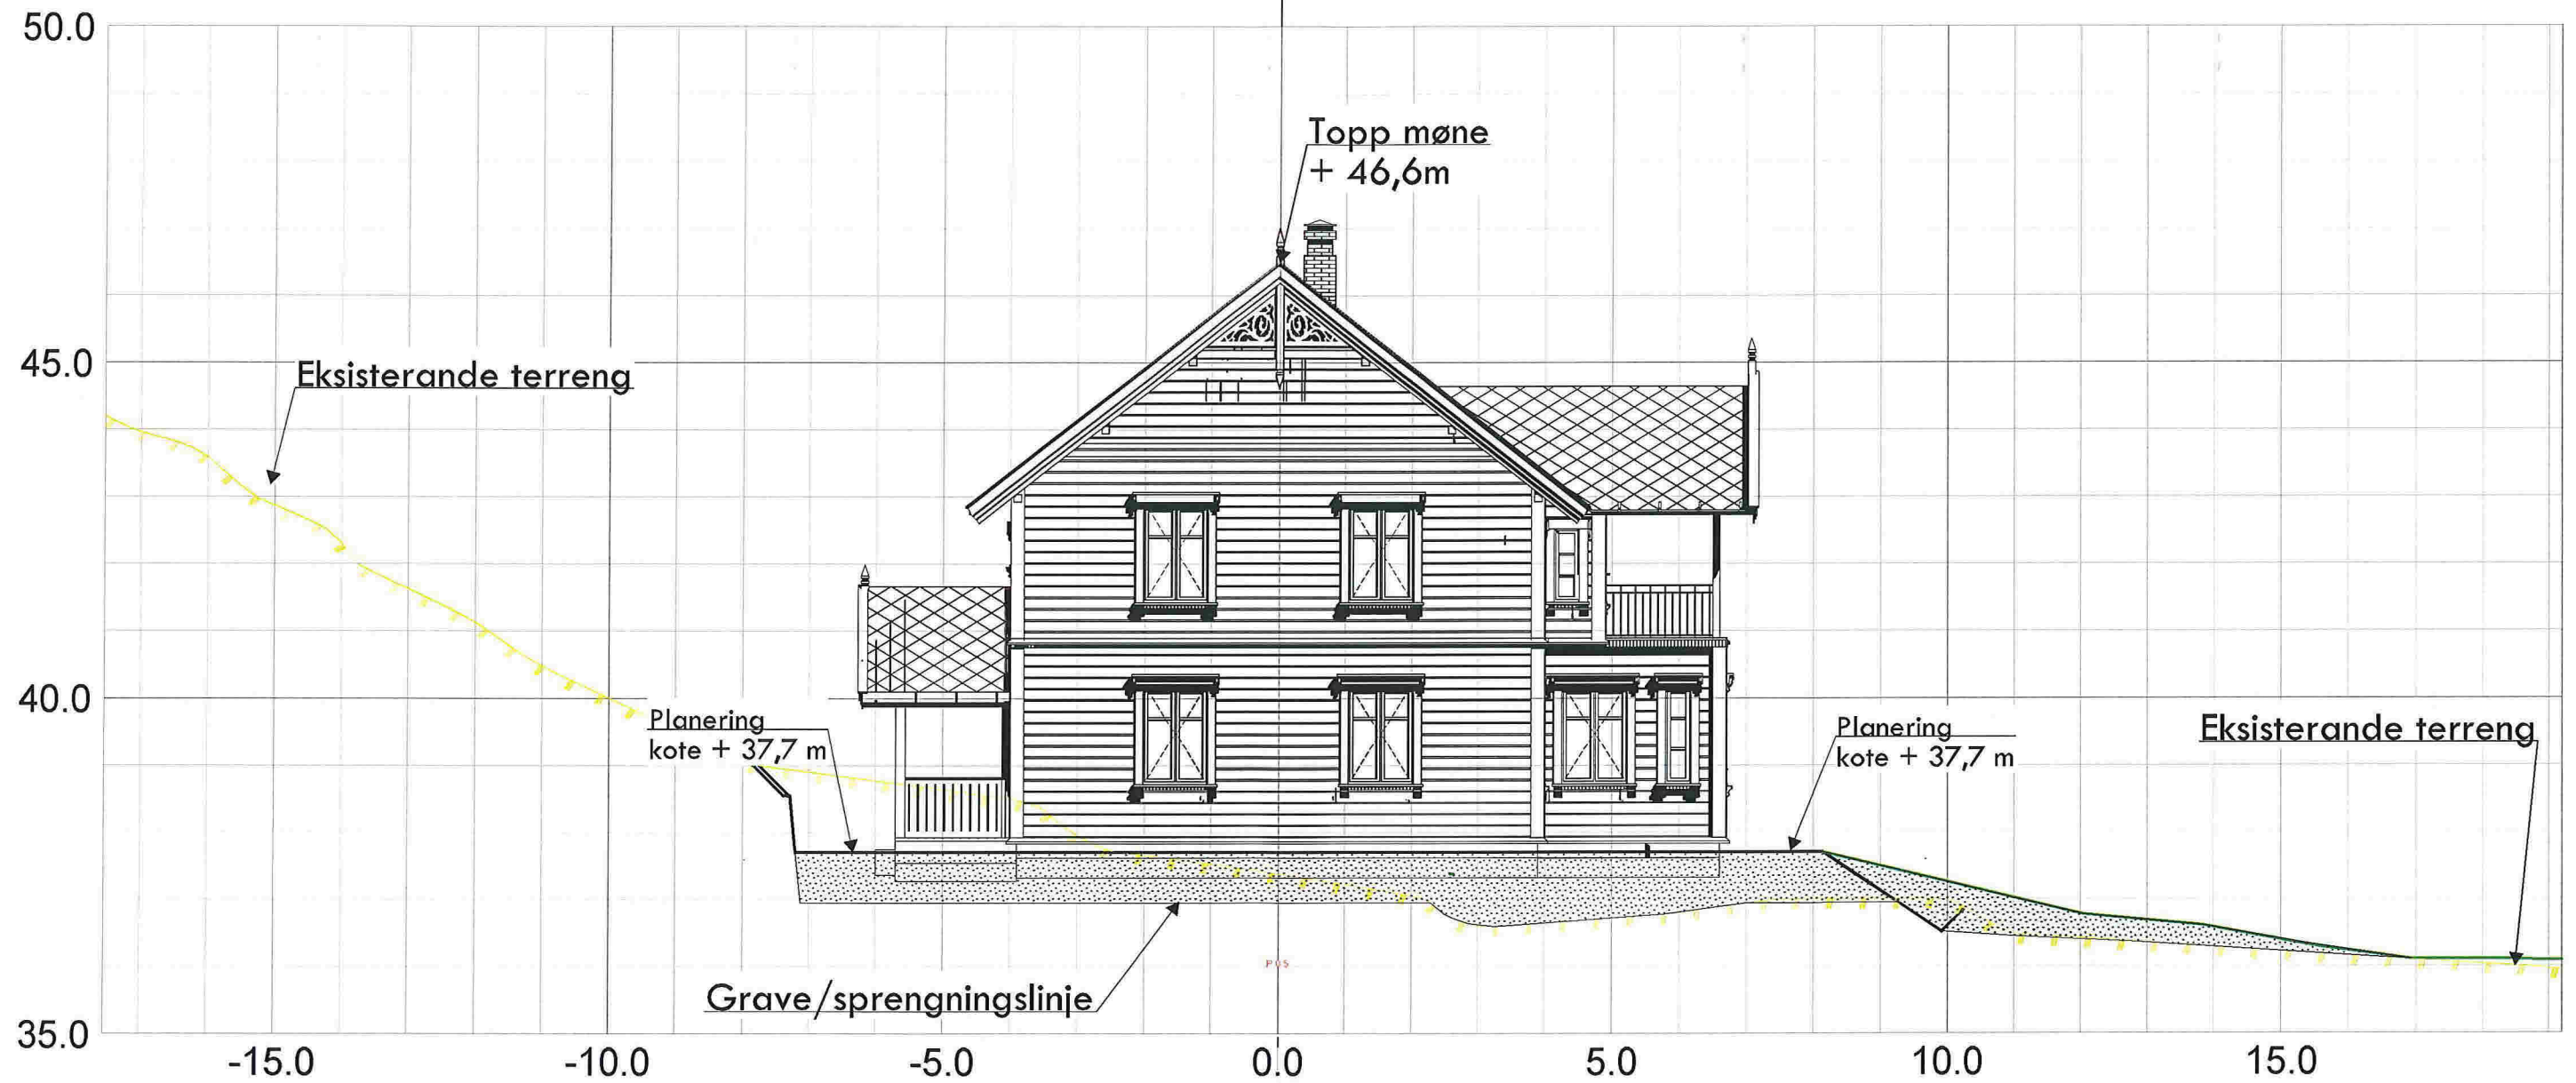 50.0
Topp møne
+ 46,6m
45.0
Eksisterande terreng
40.0
Planering
kote + 37,7 m
Planering
kote + 37,7 m
Eksisterande terreng
P 05
Grave/sprengningslinje
35.0
-15.0 -10.0 -5.0 0.0 5.0 10.0 15.0